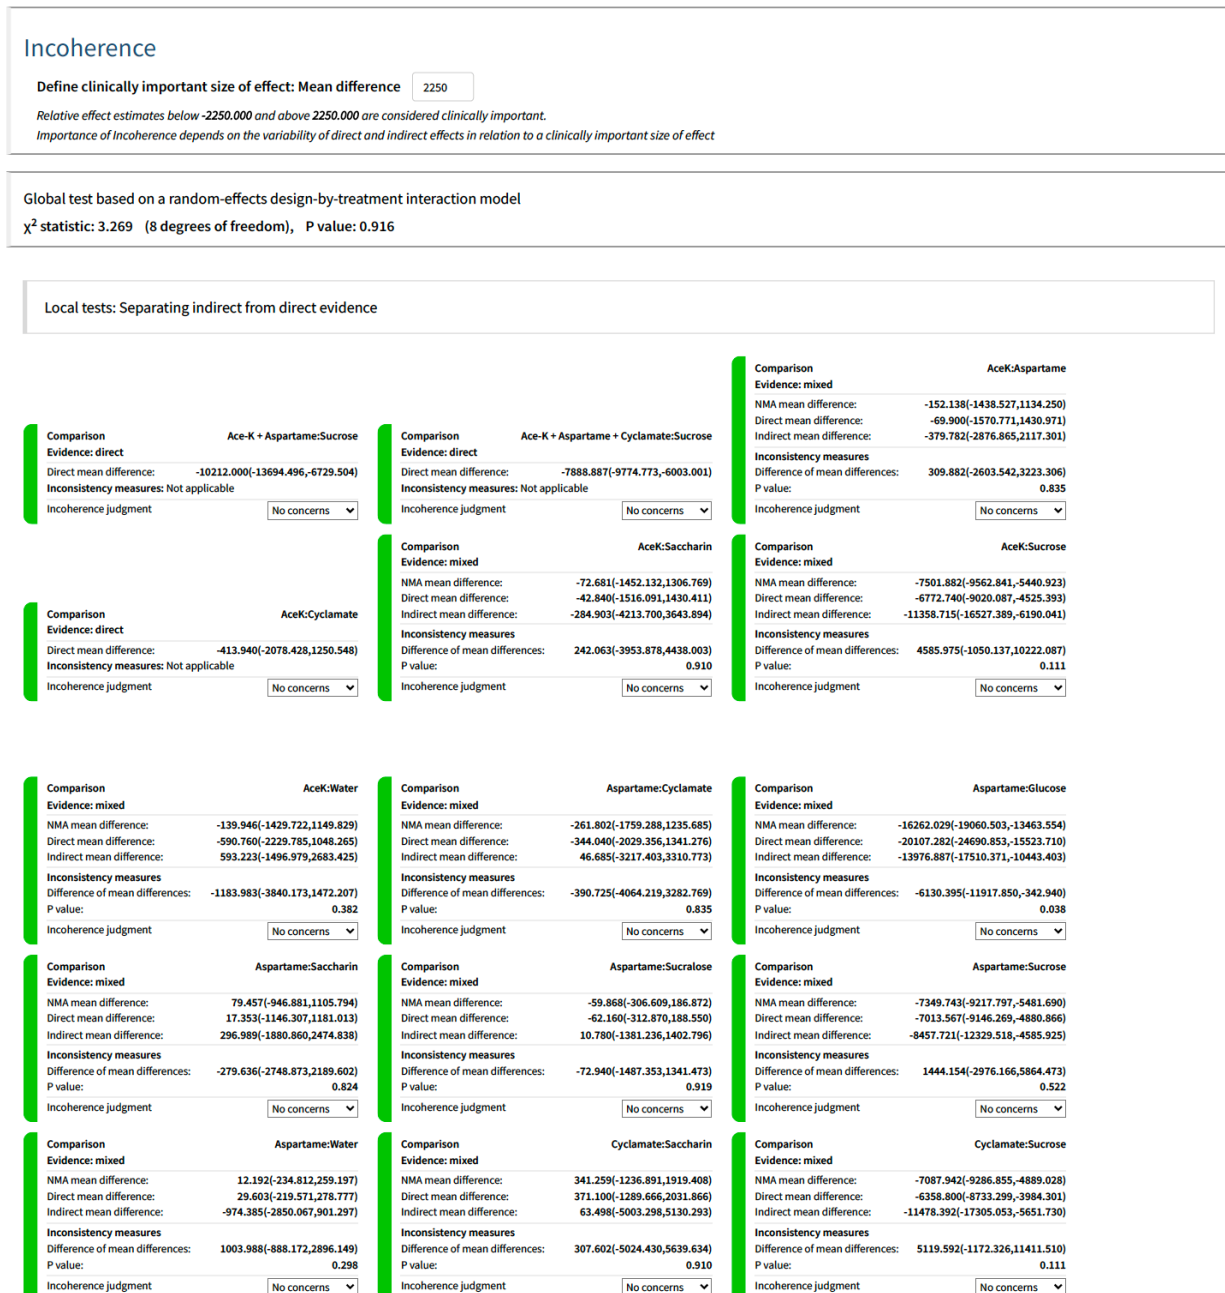 Incoherence
Define clinically important size of effect: Mean difference 2250
Relative effect estimates below -2250.000 and above 2250.000 are considered clinically important.
Importance of Incoherence depends on the variability of direct and indirect effects in relation to a clinically important size of effect
Global test based on a random-effects design-by-treatment interaction model
χ² statistic: 3.269 (8 degrees of freedom), P value: 0.916
Local tests: Separating indirect from direct evidence
Comparison Ace-K + Aspartame:Sucrose
Evidence: direct
Direct mean difference: -10212.000(-13694.496,-6729.504)
Inconsistency measures: Not applicable
Incoherence judgment No concerns
Comparison Ace-K + Aspartame + Cyclamate:Sucrose
Evidence: direct
Direct mean difference: -7888.887(-9774.773,-6003.001)
Inconsistency measures: Not applicable
Incoherence judgment No concerns
Comparison AceK:Aspartame
Evidence: mixed
NMA mean difference: -152.138(-1438.527,1134.250)
Direct mean difference: -69.900(-1570.771,1430.971)
Indirect mean difference: -379.782(-2876.865,2117.301)
Inconsistency measures
Difference of mean differences: 309.882(-2603.542,3223.306)
P value: 0.835
Incoherence judgment No concerns
Comparison AceK:Cyclamate
Evidence: direct
Direct mean difference: -413.940(-2078.428,1250.548)
Inconsistency measures: Not applicable
Incoherence judgment No concerns
Comparison AceK:Saccharin
Evidence: mixed
NMA mean difference: -72.681(-1452.132,1306.769)
Direct mean difference: -42.840(-1516.091,1430.411)
Indirect mean difference: -284.903(-4213.700,3643.894)
Inconsistency measures
Difference of mean differences: 242.063(-3953.878,4438.003)
P value: 0.910
Incoherence judgment No concerns
Comparison AceK:Sucrose
Evidence: mixed
NMA mean difference: -7501.882(-9562.841,-5440.923)
Direct mean difference: -6772.740(-9020.087,-4525.393)
Indirect mean difference: -11358.715(-16527.389,-6190.041)
Inconsistency measures
Difference of mean differences: 4585.975(-1050.137,10222.087)
P value: 0.111
Incoherence judgment No concerns
Comparison AceK:Water
Evidence: mixed
NMA mean difference: -139.946(-1429.722,1149.829)
Direct mean difference: -590.760(-2229.785,1048.265)
Indirect mean difference: 593.223(-1496.979,2683.425)
Inconsistency measures
Difference of mean differences: -1183.983(-3840.173,1472.207)
P value: 0.382
Incoherence judgment No concerns
Comparison Aspartame:Cyclamate
Evidence: mixed
NMA mean difference: -261.802(-1759.288,1235.685)
Direct mean difference: -344.040(-2029.356,1341.276)
Indirect mean difference: 46.685(-3217.403,3310.773)
Inconsistency measures
Difference of mean differences: -390.725(-4064.219,3282.769)
P value: 0.835
Incoherence judgment No concerns
Comparison Aspartame:Glucose
Evidence: mixed
NMA mean difference: -16262.029(-19060.503,-13463.554)
Direct mean difference: -20107.282(-24690.853,-15523.710)
Indirect mean difference: -13976.887(-17510.371,-10443.403)
Inconsistency measures
Difference of mean differences: -6130.395(-11917.850,-342.940)
P value: 0.038
Incoherence judgment No concerns
Comparison Aspartame:Saccharin
Evidence: mixed
NMA mean difference: 79.457(-946.881,1105.794)
Direct mean difference: 17.353(-1146.307,1181.013)
Indirect mean difference: 296.989(-1880.860,2474.838)
Inconsistency measures
Difference of mean differences: -279.636(-2748.873,2189.602)
P value: 0.824
Incoherence judgment No concerns
Comparison Aspartame:Sucralose
Evidence: mixed
NMA mean difference: -59.868(-306.609,186.872)
Direct mean difference: -62.160(-312.870,188.550)
Indirect mean difference: 10.780(-1381.236,1402.796)
Inconsistency measures
Difference of mean differences: -72.940(-1487.353,1341.473)
P value: 0.919
Incoherence judgment No concerns
Comparison Aspartame:Sucrose
Evidence: mixed
NMA mean difference: -7349.743(-9217.797,-5481.690)
Direct mean difference: -7013.567(-9146.269,-4880.866)
Indirect mean difference: -8457.721(-12329.518,-4585.925)
Inconsistency measures
Difference of mean differences: 1444.154(-2976.166,5864.473)
P value: 0.522
Incoherence judgment No concerns
Comparison Aspartame:Water
Evidence: mixed
NMA mean difference: 12.192(-234.812,259.197)
Direct mean difference: 29.603(-219.571,278.777)
Indirect mean difference: -974.385(-2850.067,901.297)
Inconsistency measures
Difference of mean differences: 1003.988(-888.172,2896.149)
P value: 0.298
Incoherence judgment No concerns
Comparison Cyclamate:Saccharin
Evidence: mixed
NMA mean difference: 341.259(-1236.891,1919.408)
Direct mean difference: 371.100(-1289.666,2031.866)
Indirect mean difference: 63.498(-5003.298,5130.293)
Inconsistency measures
Difference of mean differences: 307.602(-5024.430,5639.634)
P value: 0.910
Incoherence judgment No concerns
Comparison Cyclamate:Sucrose
Evidence: mixed
NMA mean difference: -7087.942(-9286.855,-4889.028)
Direct mean difference: -6358.800(-8733.299,-3984.301)
Indirect mean difference: -11478.392(-17305.053,-5651.730)
Inconsistency measures
Difference of mean differences: 5119.592(-1172.326,11411.510)
P value: 0.111
Incoherence judgment No concerns